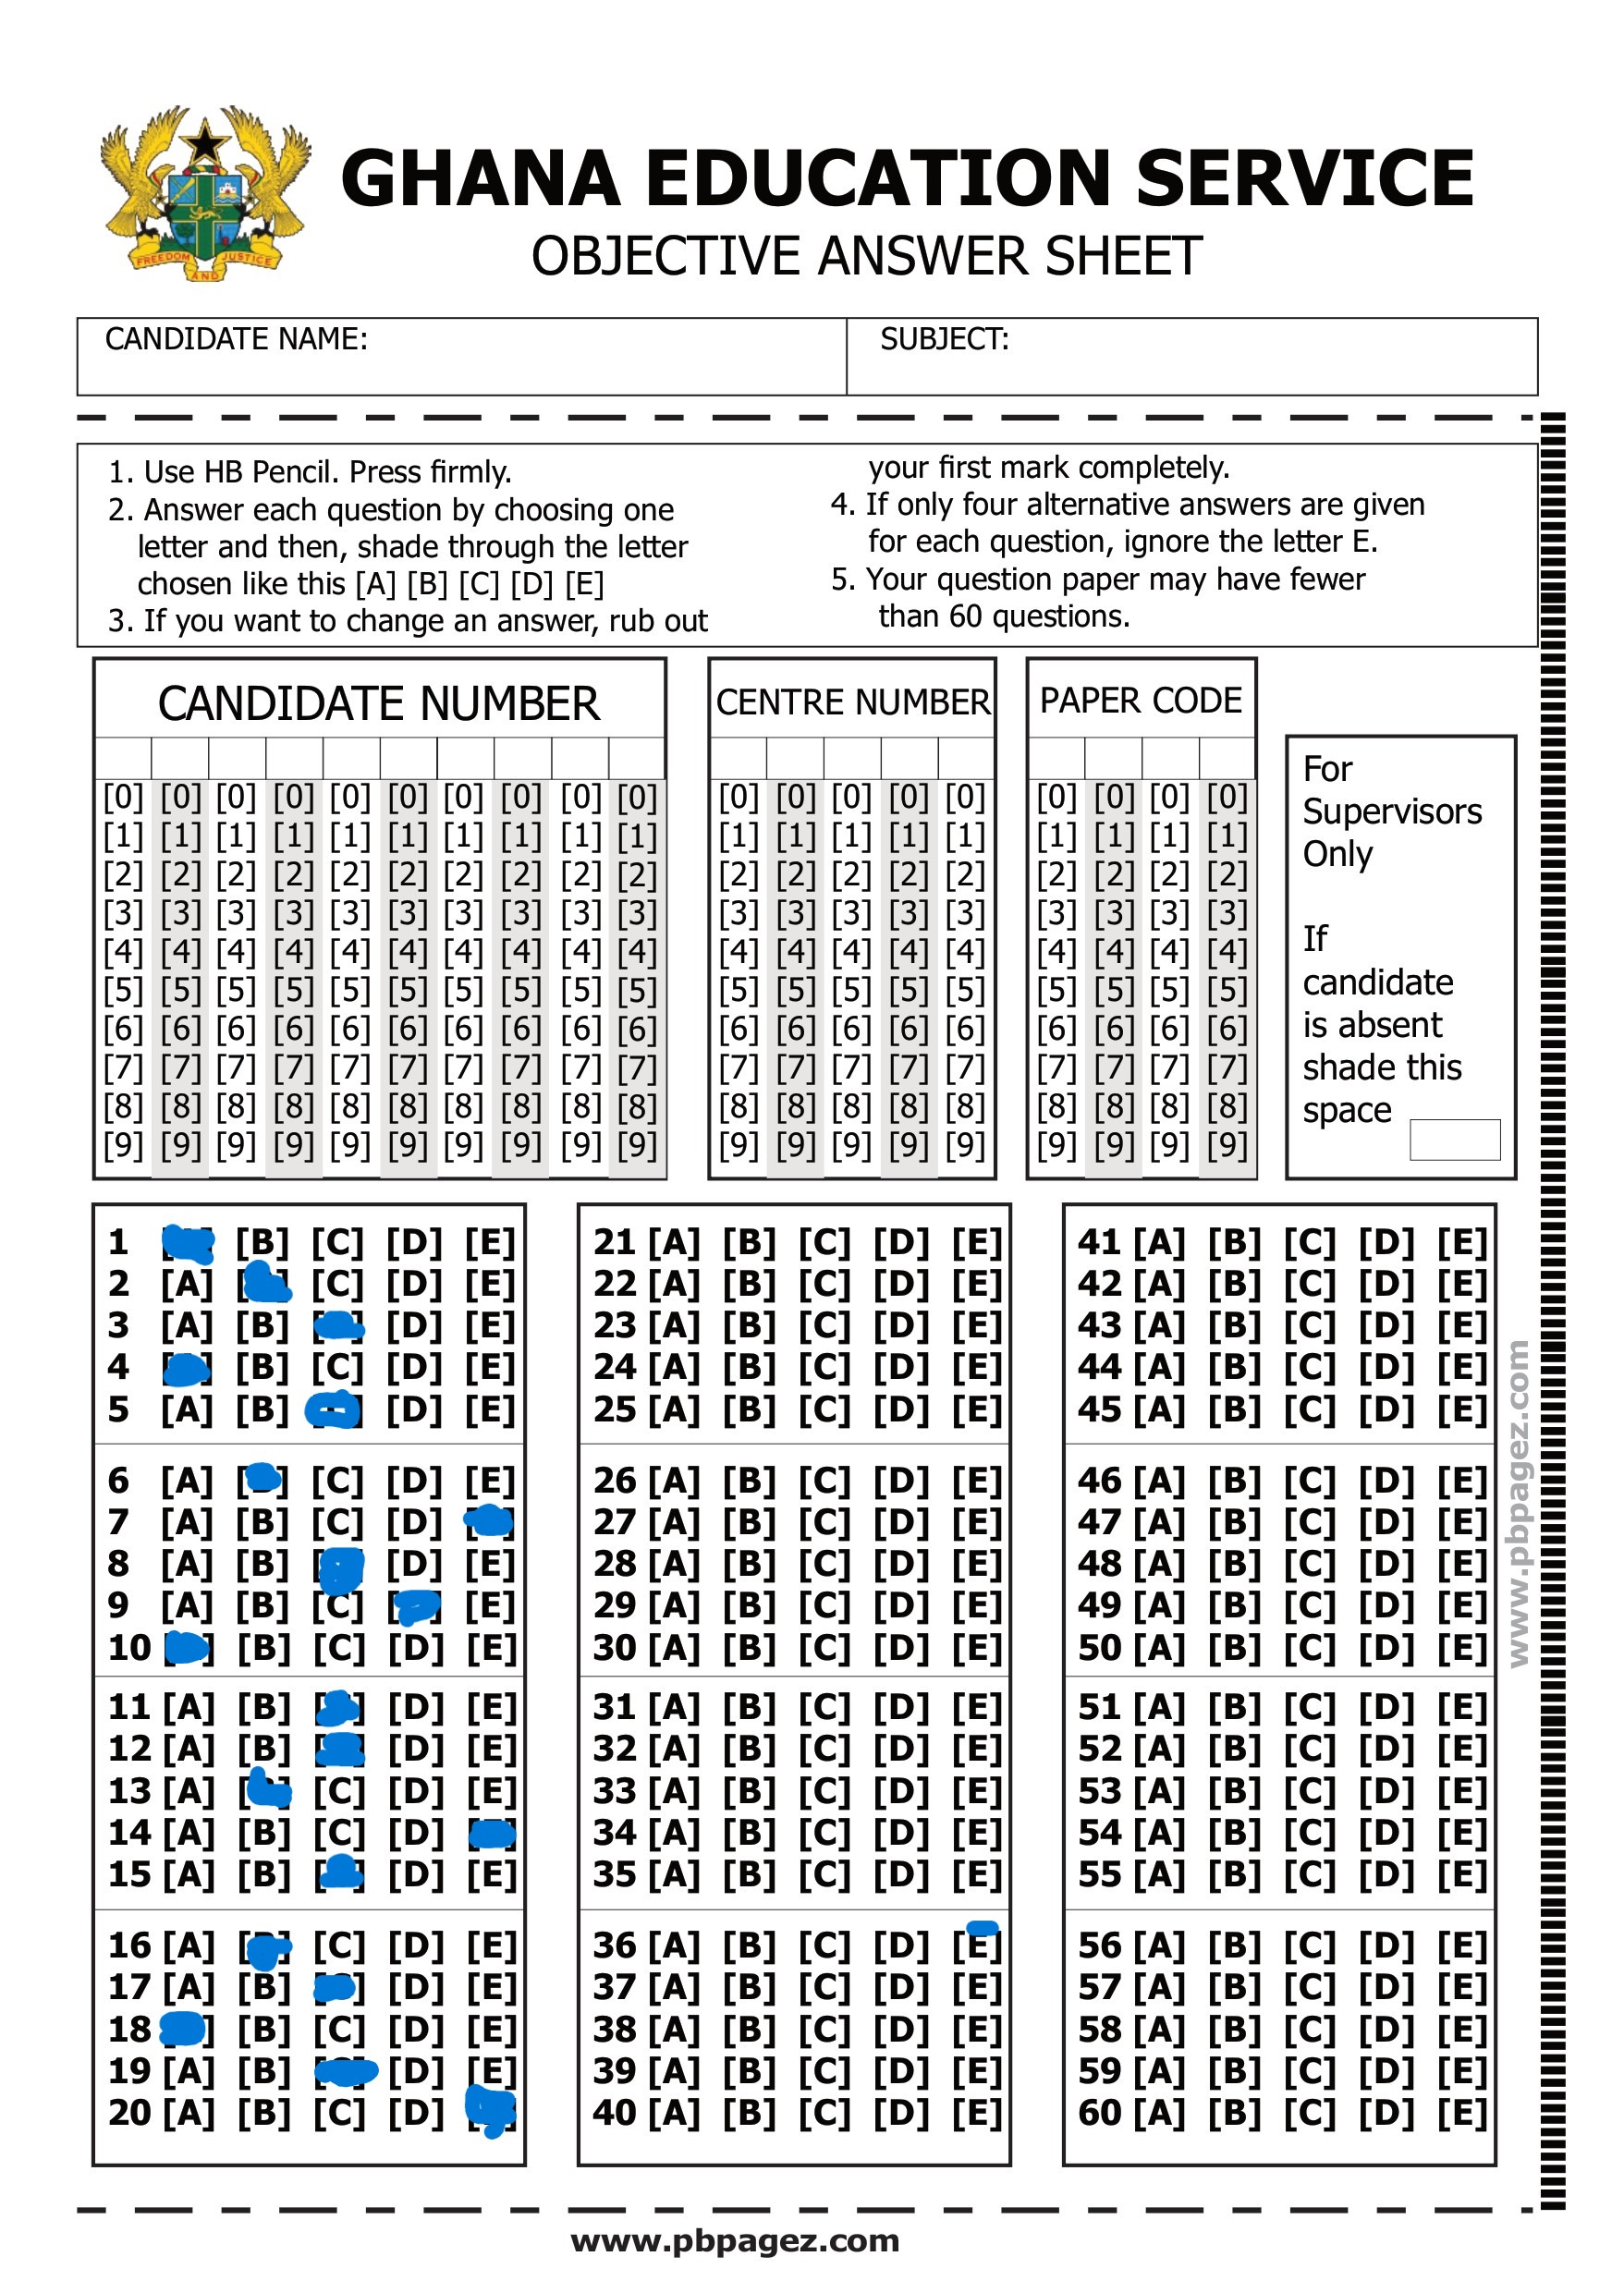 FREEDOM AND JUSTICE
GHANA EDUCATION SERVICE
OBJECTIVE ANSWER SHEET
CANDIDATE NAME:
SUBJECT:
1. Use HB Pencil. Press firmly.
2. Answer each question by choosing one
letter and then, shade through the letter
chosen like this [A] [B] [C] [D] [E]
3. If you want to change an answer, rub out
your first mark completely.
4. If only four alternative answers are given
for each question, ignore the letter E.
5. Your question paper may have fewer
than 60 questions.
CANDIDATE NUMBER
[0] [0] [0] [0] [0] [0] [0] [0] [0] [0]
[1] [1] [1] [1] [1] [1] [1] [1] [1] [1]
[2] [2] [2] [2] [2] [2] [2] [2] [2] [2]
[3] [3] [3] [3] [3] [3] [3] [3] [3] [3]
[4] [4] [4] [4] [4] [4] [4] [4] [4] [4]
[5] [5] [5] [5] [5] [5] [5] [5] [5] [5]
[6] [6] [6] [6] [6] [6] [6] [6] [6] [6]
[7] [7] [7] [7] [7] [7] [7] [7] [7] [7]
[8] [8] [8] [8] [8] [8] [8] [8] [8] [8]
[9] [9] [9] [9] [9] [9] [9] [9] [9] [9]
CENTRE NUMBER
[0] [0] [0] [0] [0]
[1] [1] [1] [1] [1]
[2] [2] [2] [2] [2]
[3] [3] [3] [3] [3]
[4] [4] [4] [4] [4]
[5] [5] [5] [5] [5]
[6] [6] [6] [6] [6]
[7] [7] [7] [7] [7]
[8] [8] [8] [8] [8]
[9] [9] [9] [9] [9]
PAPER CODE
[0] [0] [0] [0]
[1] [1] [1] [1]
[2] [2] [2] [2]
[3] [3] [3] [3]
[4] [4] [4] [4]
[5] [5] [5] [5]
[6] [6] [6] [6]
[7] [7] [7] [7]
[8] [8] [8] [8]
[9] [9] [9] [9]
For
Supervisors
Only
If
candidate
is absent
shade this
space
1 [B] [C] [D] [E]
2 [A] [C] [D] [E]
3 [A] [B] [D] [E]
4 [B] [C] [D] [E]
5 [A] [B] [D] [E]
6 [A] [C] [D] [E]
7 [A] [B] [C] [D]
8 [A] [B] [D] [E]
9 [A] [B] [C] [E]
10 [B] [C] [D] [E]
11 [A] [B] [D] [E]
12 [A] [B] [D] [E]
13 [A] [C] [D] [E]
14 [A] [B] [C] [D]
15 [A] [B] [D] [E]
16 [A] [C] [D] [E]
17 [A] [B] [D] [E]
18 [B] [C] [D] [E]
19 [A] [B] [D] [E]
20 [A] [B] [C] [D]
21 [A] [B] [C] [D] [E]
22 [A] [B] [C] [D] [E]
23 [A] [B] [C] [D] [E]
24 [A] [B] [C] [D] [E]
25 [A] [B] [C] [D] [E]
26 [A] [B] [C] [D] [E]
27 [A] [B] [C] [D] [E]
28 [A] [B] [C] [D] [E]
29 [A] [B] [C] [D] [E]
30 [A] [B] [C] [D] [E]
31 [A] [B] [C] [D] [E]
32 [A] [B] [C] [D] [E]
33 [A] [B] [C] [D] [E]
34 [A] [B] [C] [D] [E]
35 [A] [B] [C] [D] [E]
36 [A] [B] [C] [D] [E]
37 [A] [B] [C] [D] [E]
38 [A] [B] [C] [D] [E]
39 [A] [B] [C] [D] [E]
40 [A] [B] [C] [D] [E]
41 [A] [B] [C] [D] [E]
42 [A] [B] [C] [D] [E]
43 [A] [B] [C] [D] [E]
44 [A] [B] [C] [D] [E]
45 [A] [B] [C] [D] [E]
46 [A] [B] [C] [D] [E]
47 [A] [B] [C] [D] [E]
48 [A] [B] [C] [D] [E]
49 [A] [B] [C] [D] [E]
50 [A] [B] [C] [D] [E]
51 [A] [B] [C] [D] [E]
52 [A] [B] [C] [D] [E]
53 [A] [B] [C] [D] [E]
54 [A] [B] [C] [D] [E]
55 [A] [B] [C] [D] [E]
56 [A] [B] [C] [D] [E]
57 [A] [B] [C] [D] [E]
58 [A] [B] [C] [D] [E]
59 [A] [B] [C] [D] [E]
60 [A] [B] [C] [D] [E]
www.pbpagez.com
www.pbpagez.com